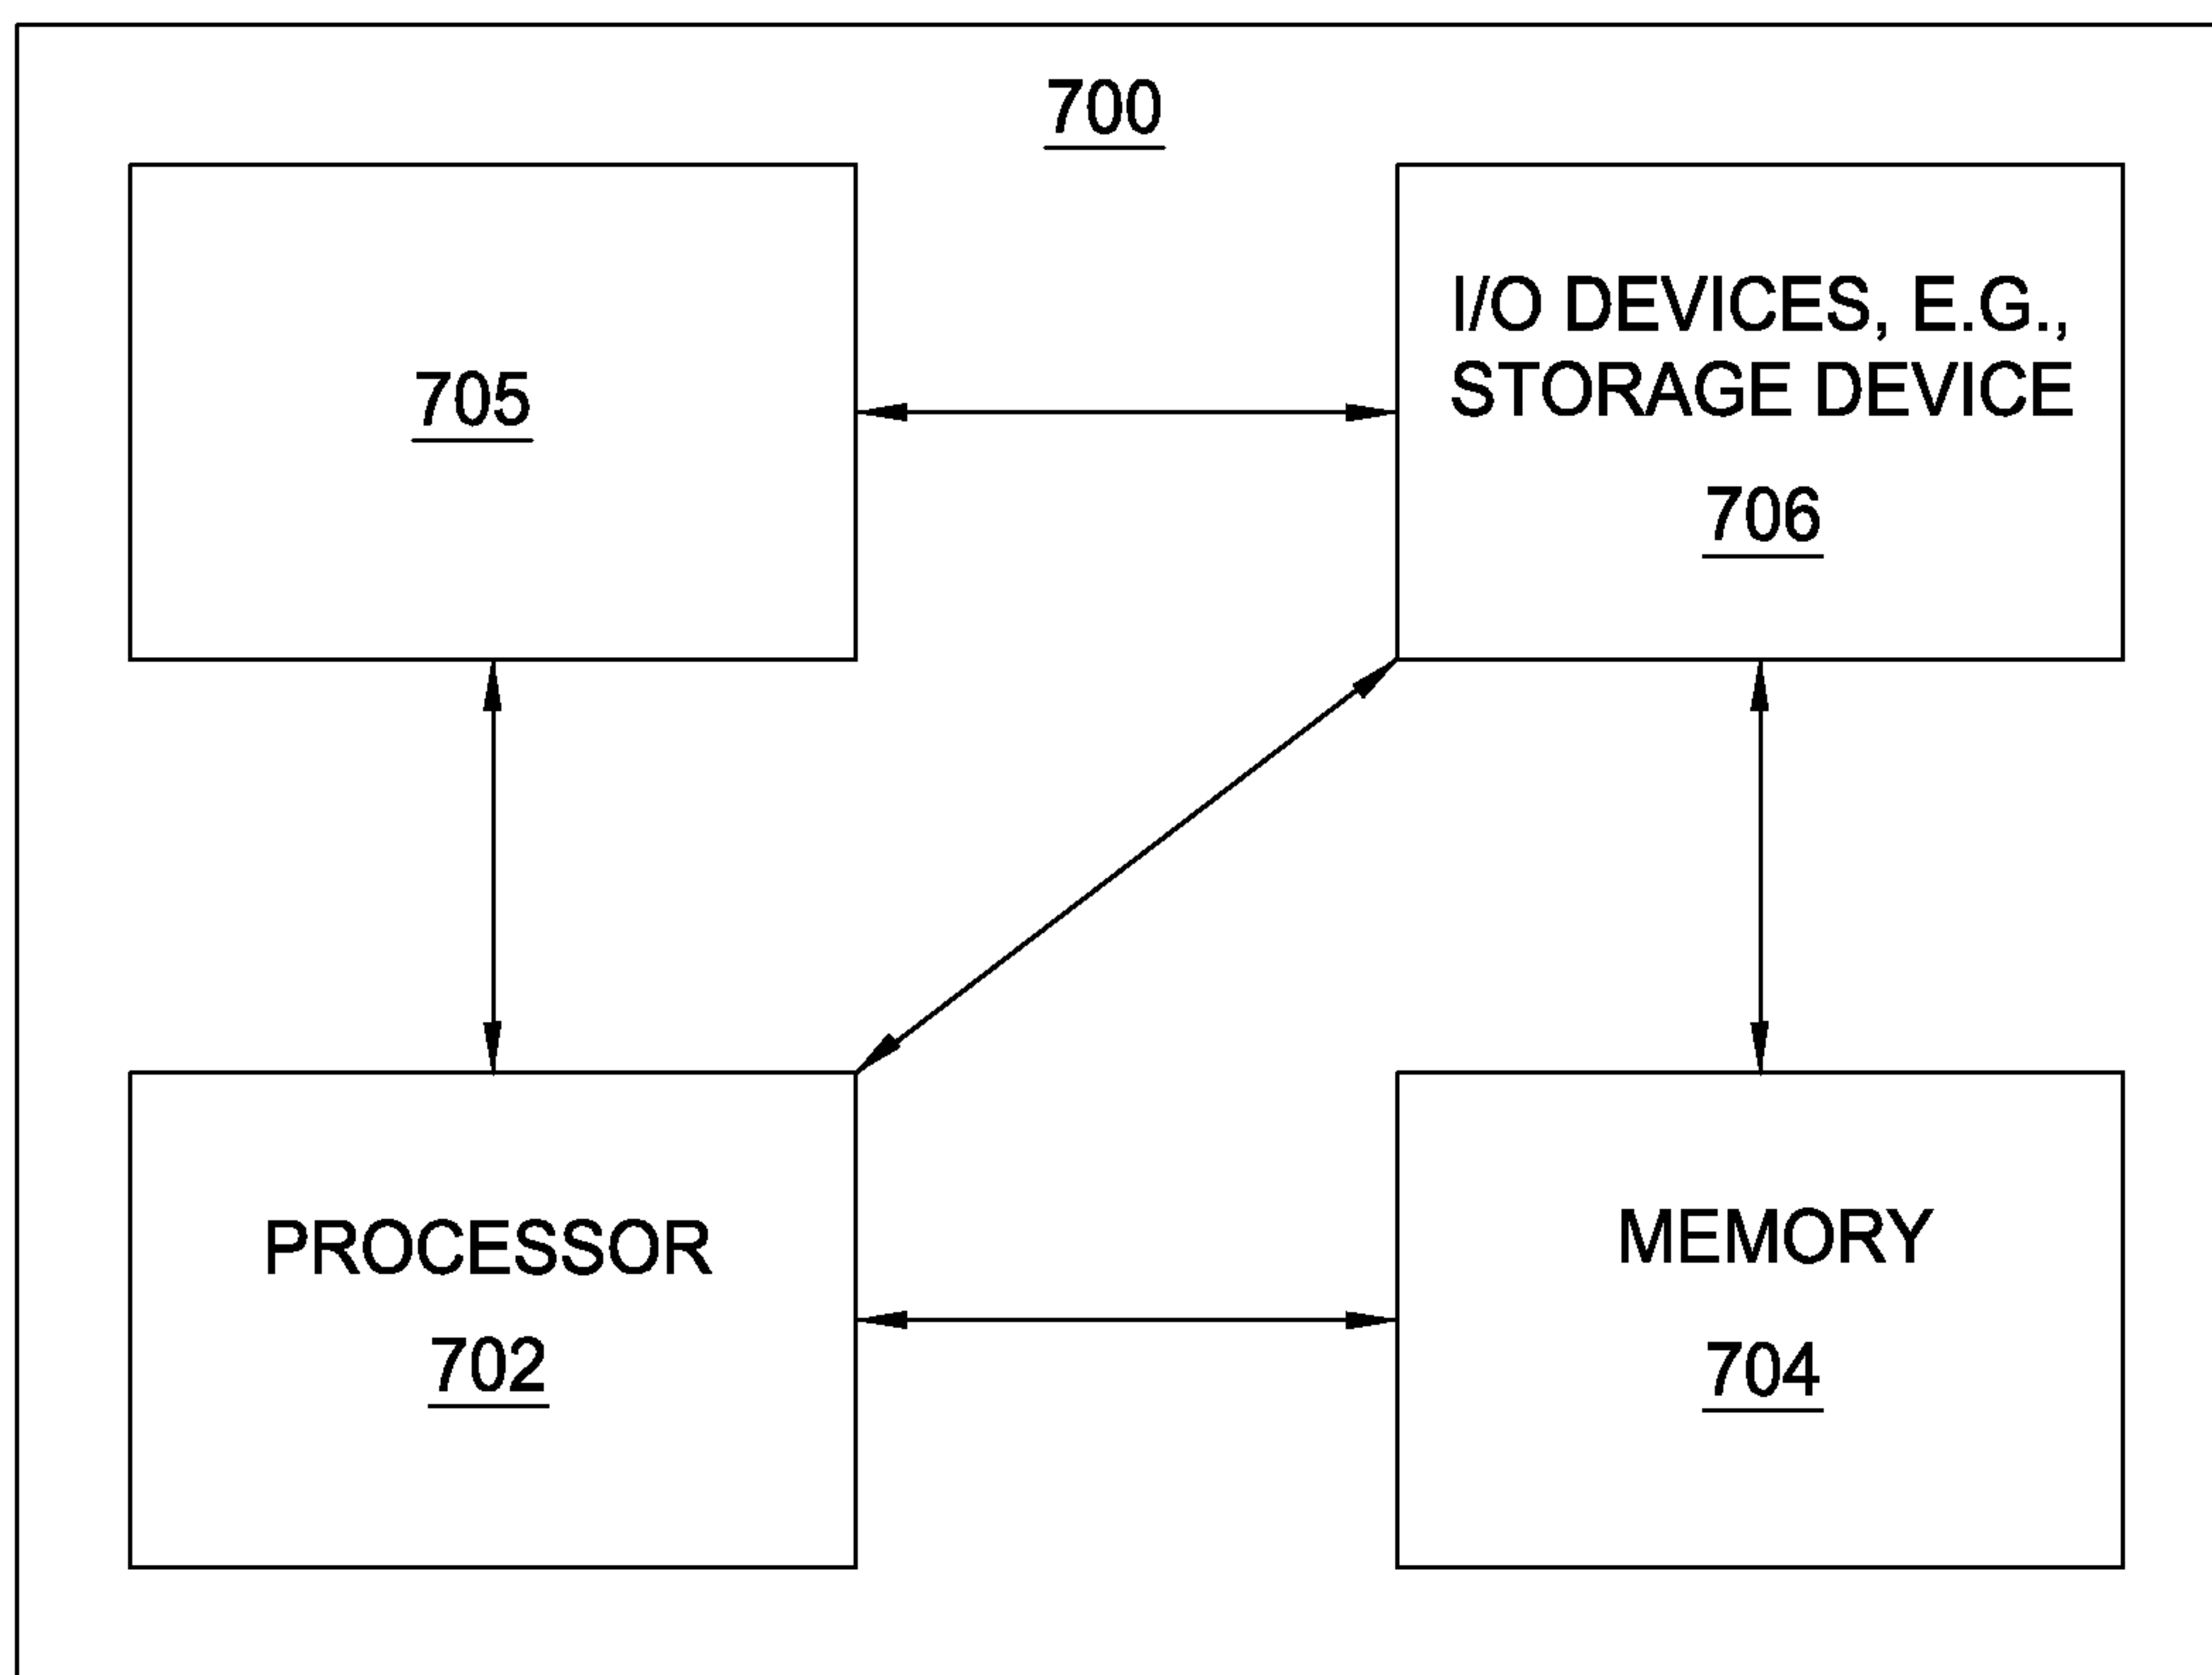 700
705
I/O DEVICES, E.G.,
STORAGE DEVICE
706
PROCESSOR
702
MEMORY
704